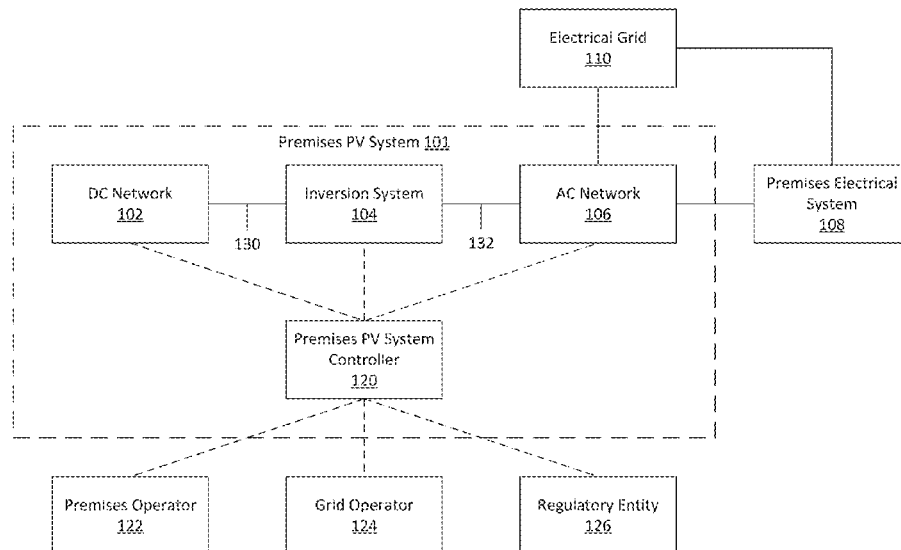 Electrical Grid
110
Premises PV System 101
DC Network
102
Inversion System
104
AC Network
106
Premises Electrical
System
108
130
132
Premises PV System
Controller
120
Premises Operator
122
Grid Operator
124
Regulatory Entity
126